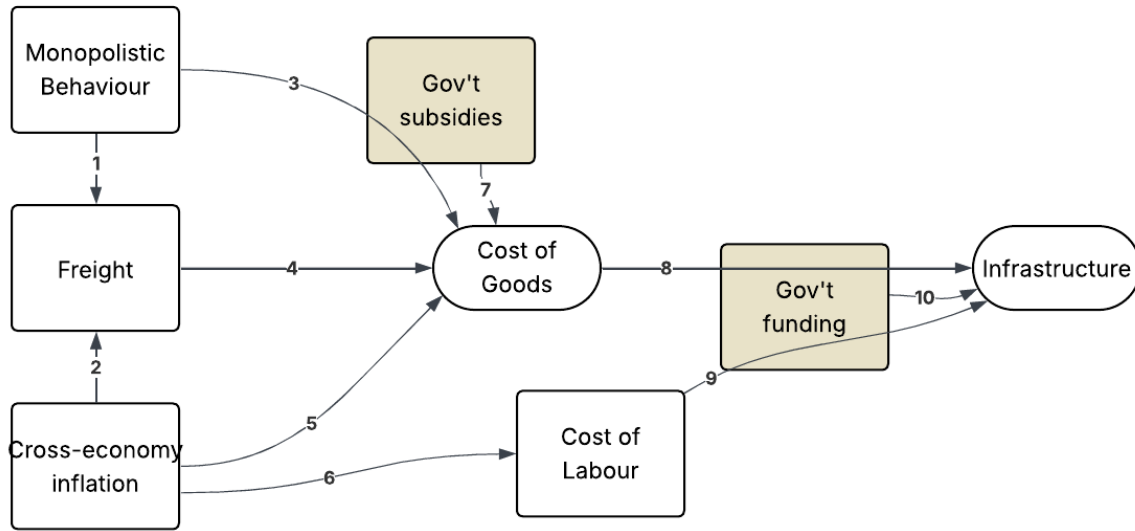 Monopolistic
Behaviour
3
Gov't
subsidies
1
7
Freight
4
Cost of
Goods
8
Gov't
funding
10
Infrastructure
2
5
9
Cross-economy
inflation
6
Cost of
Labour